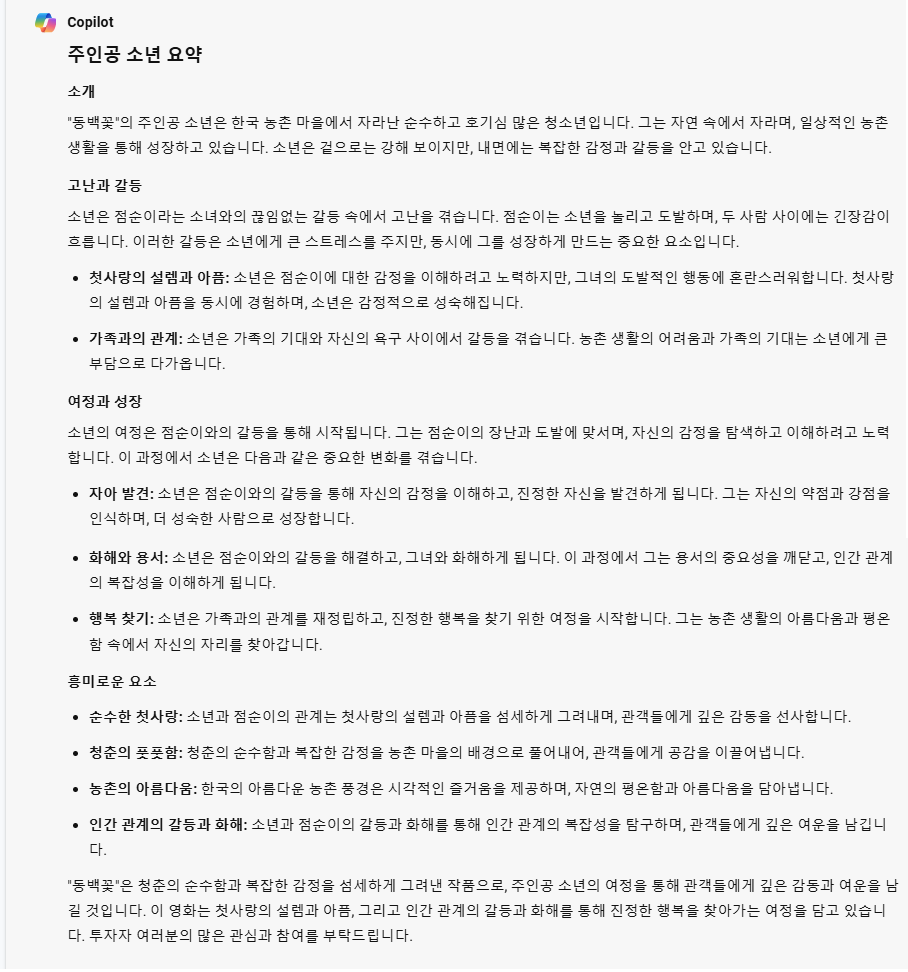 Copilot
주인공 소년 요약
소개
"동백꽃"의 주인공 소년은 한국 농촌 마을에서 자라난 순수하고 호기심 많은 청소년입니다. 그는 자연 속에서 자라며, 일상적인 농촌
생활을 통해 성장하고 있습니다. 소년은 겉으로는 강해 보이지만, 내면에는 복잡한 감정과 갈등을 안고 있습니다.
고난과 갈등
소년은 점순이라는 소녀와의 끊임없는 갈등 속에서 고난을 겪습니다. 점순이는 소년을 놀리고 도발하며, 두 사람 사이에는 긴장감이
흐릅니다. 이러한 갈등은 소년에게 큰 스트레스를 주지만, 동시에 그를 성장하게 만드는 중요한 요소입니다.
• 첫사랑의 설렘과 아픔: 소년은 점순이에 대한 감정을 이해하려고 노력하지만, 그녀의 도발적인 행동에 혼란스러워합니다. 첫사랑
의 설렘과 아픔을 동시에 경험하며, 소년은 감정적으로 성숙해집니다.
• 가족과의 관계: 소년은 가족의 기대와 자신의 욕구 사이에서 갈등을 겪습니다. 농촌 생활의 어려움과 가족의 기대는 소년에게 큰
부담으로 다가옵니다.
여정과 성장
소년의 여정은 점순이와의 갈등을 통해 시작됩니다. 그는 점순이의 장난과 도발에 맞서며, 자신의 감정을 탐색하고 이해하려고 노력
합니다. 이 과정에서 소년은 다음과 같은 중요한 변화를 겪습니다.
• 자아 발견: 소년은 점순이와의 갈등을 통해 자신의 감정을 이해하고, 진정한 자신을 발견하게 됩니다. 그는 자신의 약점과 강점을
인식하며, 더 성숙한 사람으로 성장합니다.
• 화해와 용서: 소년은 점순이와의 갈등을 해결하고, 그녀와 화해하게 됩니다. 이 과정에서 그는 용서의 중요성을 깨닫고, 인간 관계
의 복잡성을 이해하게 됩니다.
• 행복 찾기: 소년은 가족과의 관계를 재정립하고, 진정한 행복을 찾기 위한 여정을 시작합니다. 그는 농촌 생활의 아름다움과 평온
함 속에서 자신의 자리를 찾아갑니다.
흥미로운 요소
• 순수한 첫사랑: 소년과 점순이의 관계는 첫사랑의 설렘과 아픔을 섬세하게 그려내며, 관객들에게 깊은 감동을 선사합니다.
• 청춘의 풋풋함: 청춘의 순수함과 복잡한 감정을 농촌 마을의 배경으로 풀어내어, 관객들에게 공감을 이끌어냅니다.
• 농촌의 아름다움: 한국의 아름다운 농촌 풍경은 시각적인 즐거움을 제공하며, 자연의 평온함과 아름다움을 담아냅니다.
• 인간 관계의 갈등과 화해: 소년과 점순이의 갈등과 화해를 통해 인간 관계의 복잡성을 탐구하며, 관객들에게 깊은 여운을 남깁니
다.
"동백꽃"은 청춘의 순수함과 복잡한 감정을 섬세하게 그려낸 작품으로, 주인공 소년의 여정을 통해 관객들에게 깊은 감동과 여운을 남
길 것입니다. 이 영화는 첫사랑의 설렘과 아픔, 그리고 인간 관계의 갈등과 화해를 통해 진정한 행복을 찾아가는 여정을 담고 있습니
다. 투자자 여러분의 많은 관심과 참여를 부탁드립니다.